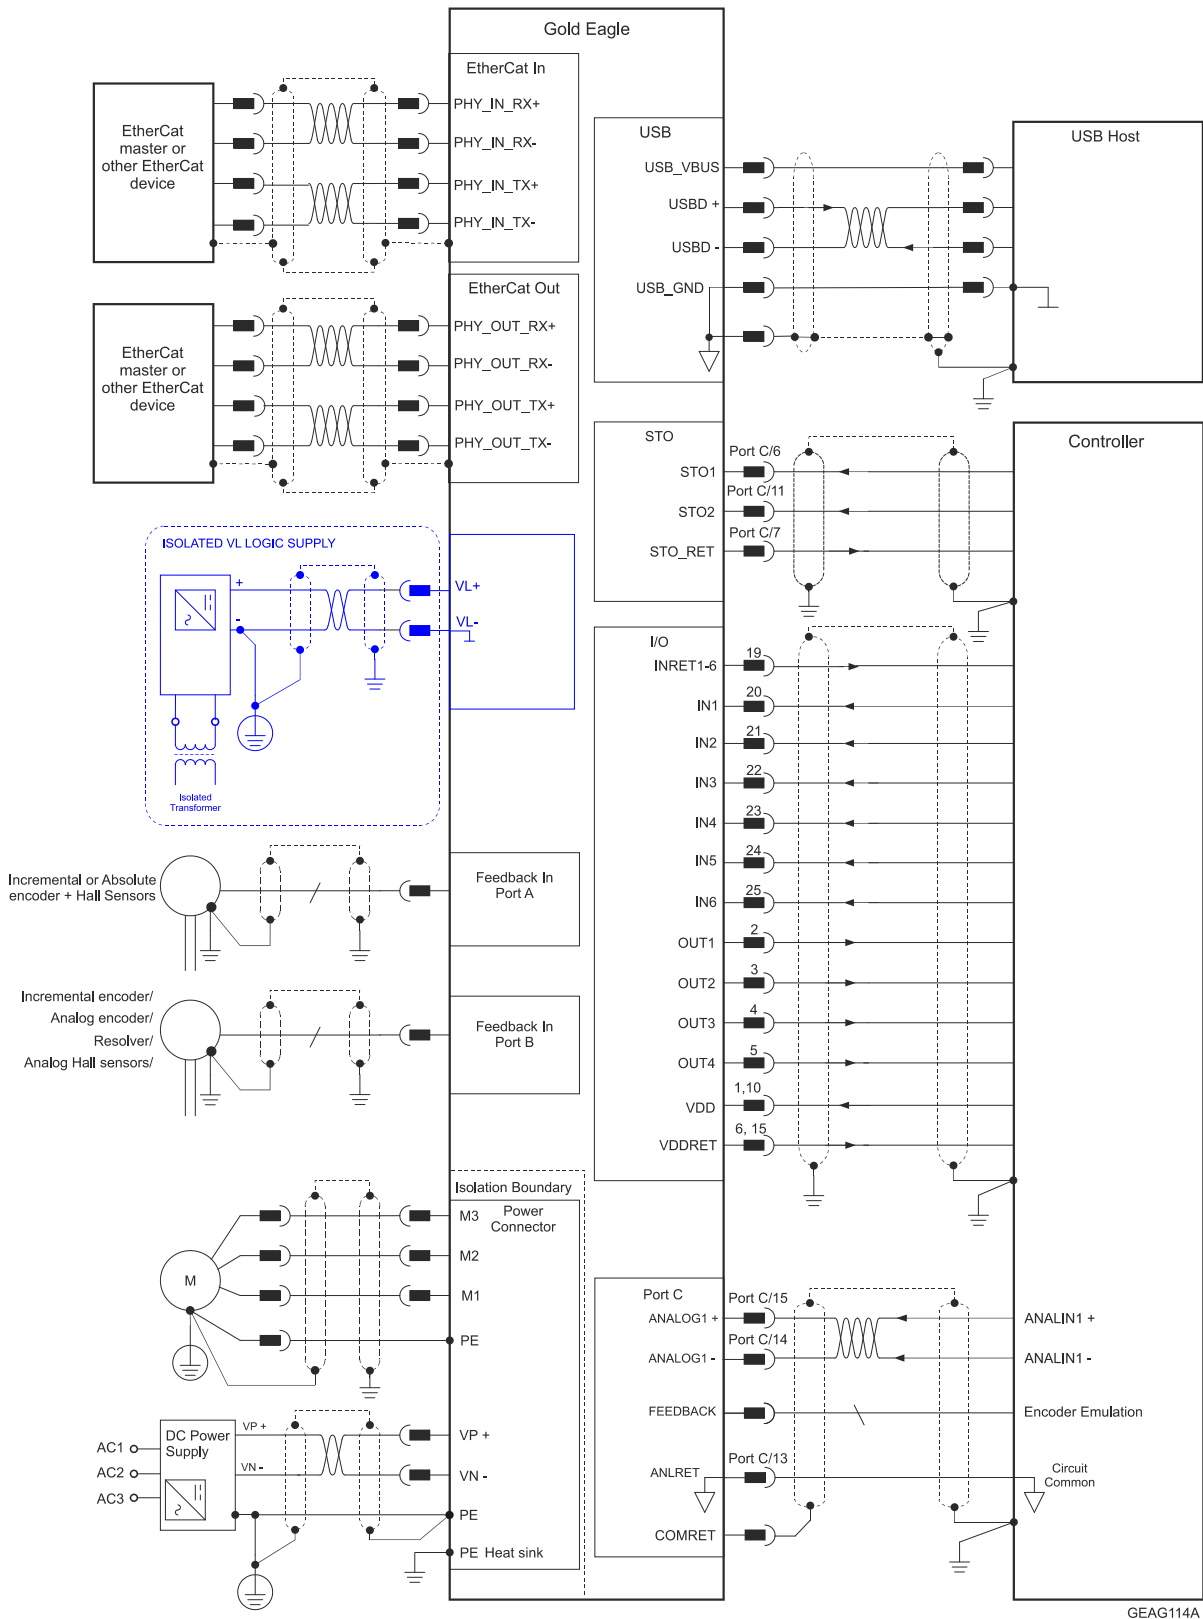 Gold Eagle
EtherCat In
PHY_IN_RX+
PHY_IN_RX-
PHY_IN_TX+
PHY_IN_TX-
EtherCat
master or
other EtherCat
device
EtherCat Out
PHY_OUT_RX+
PHY_OUT_RX-
PHY_OUT_TX+
PHY_OUT_TX-
EtherCat
master or
other EtherCat
device
ISOLATED VL LOGIC SUPPLY
+
-
VL+
VL-
Isolated
Transformer
Incremental or Absolute
encoder + Hall Sensors
Feedback In
Port A
Incremental encoder/
Analog encoder/
Resolver/
Analog Hall sensors/
Feedback In
Port B
Isolation Boundary
Power
Connector
M3
M2
M1
PE
M
DC Power
Supply
AC1
AC2
AC3
VP +
VN -
VP +
VN -
PE
PE Heat sink
USB
USB_VBUS
USBD +
USBD -
USB_GND
USB Host
STO
STO1
STO2
STO_RET
Port C/6
Port C/11
Port C/7
Controller
I/O
INRET1-6
19
IN1
20
IN2
21
IN3
22
IN4
23
IN5
24
IN6
25
OUT1
2
OUT2
3
OUT3
4
OUT4
5
VDD
1,10
VDDRET
6, 15
Port C
ANALOG1 +
Port C/15
ANALIN1 +
ANALOG1 -
Port C/14
ANALIN1 -
FEEDBACK
Encoder Emulation
ANLRET
Port C/13
Circuit
Common
COMRET
GEAG114A